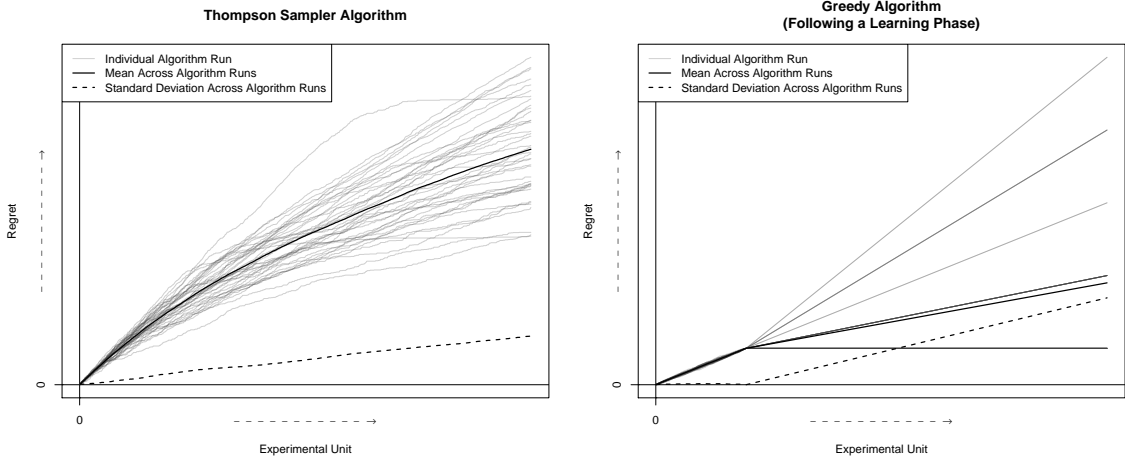 Thompson Sampler Algorithm
Individual Algorithm Run
Mean Across Algorithm Runs
Standard Deviation Across Algorithm Runs
Regret
0
0
Experimental Unit
Greedy Algorithm
(Following a Learning Phase)
Individual Algorithm Run
Mean Across Algorithm Runs
Standard Deviation Across Algorithm Runs
Regret
0
0
Experimental Unit